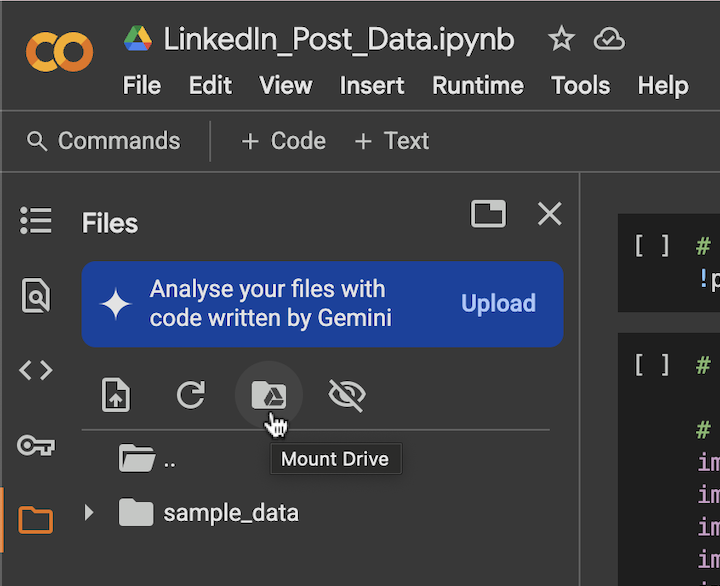 LinkedIn_Post_Data.ipynb
File Edit View Insert Runtime Tools Help
Commands + Code + Text
Files
Analyse your files with
code written by Gemini
Upload
Mount Drive
..
sample_data
[ ] #
!p
[ ] #
#
im
im
im
im